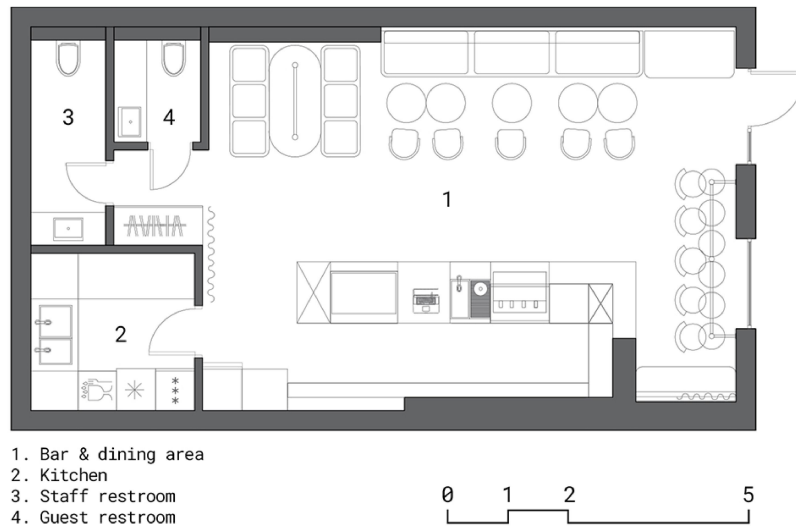 3
4
1
2
1. Bar & dining area
2. Kitchen
3. Staff restroom
4. Guest restroom
0 1 2 5